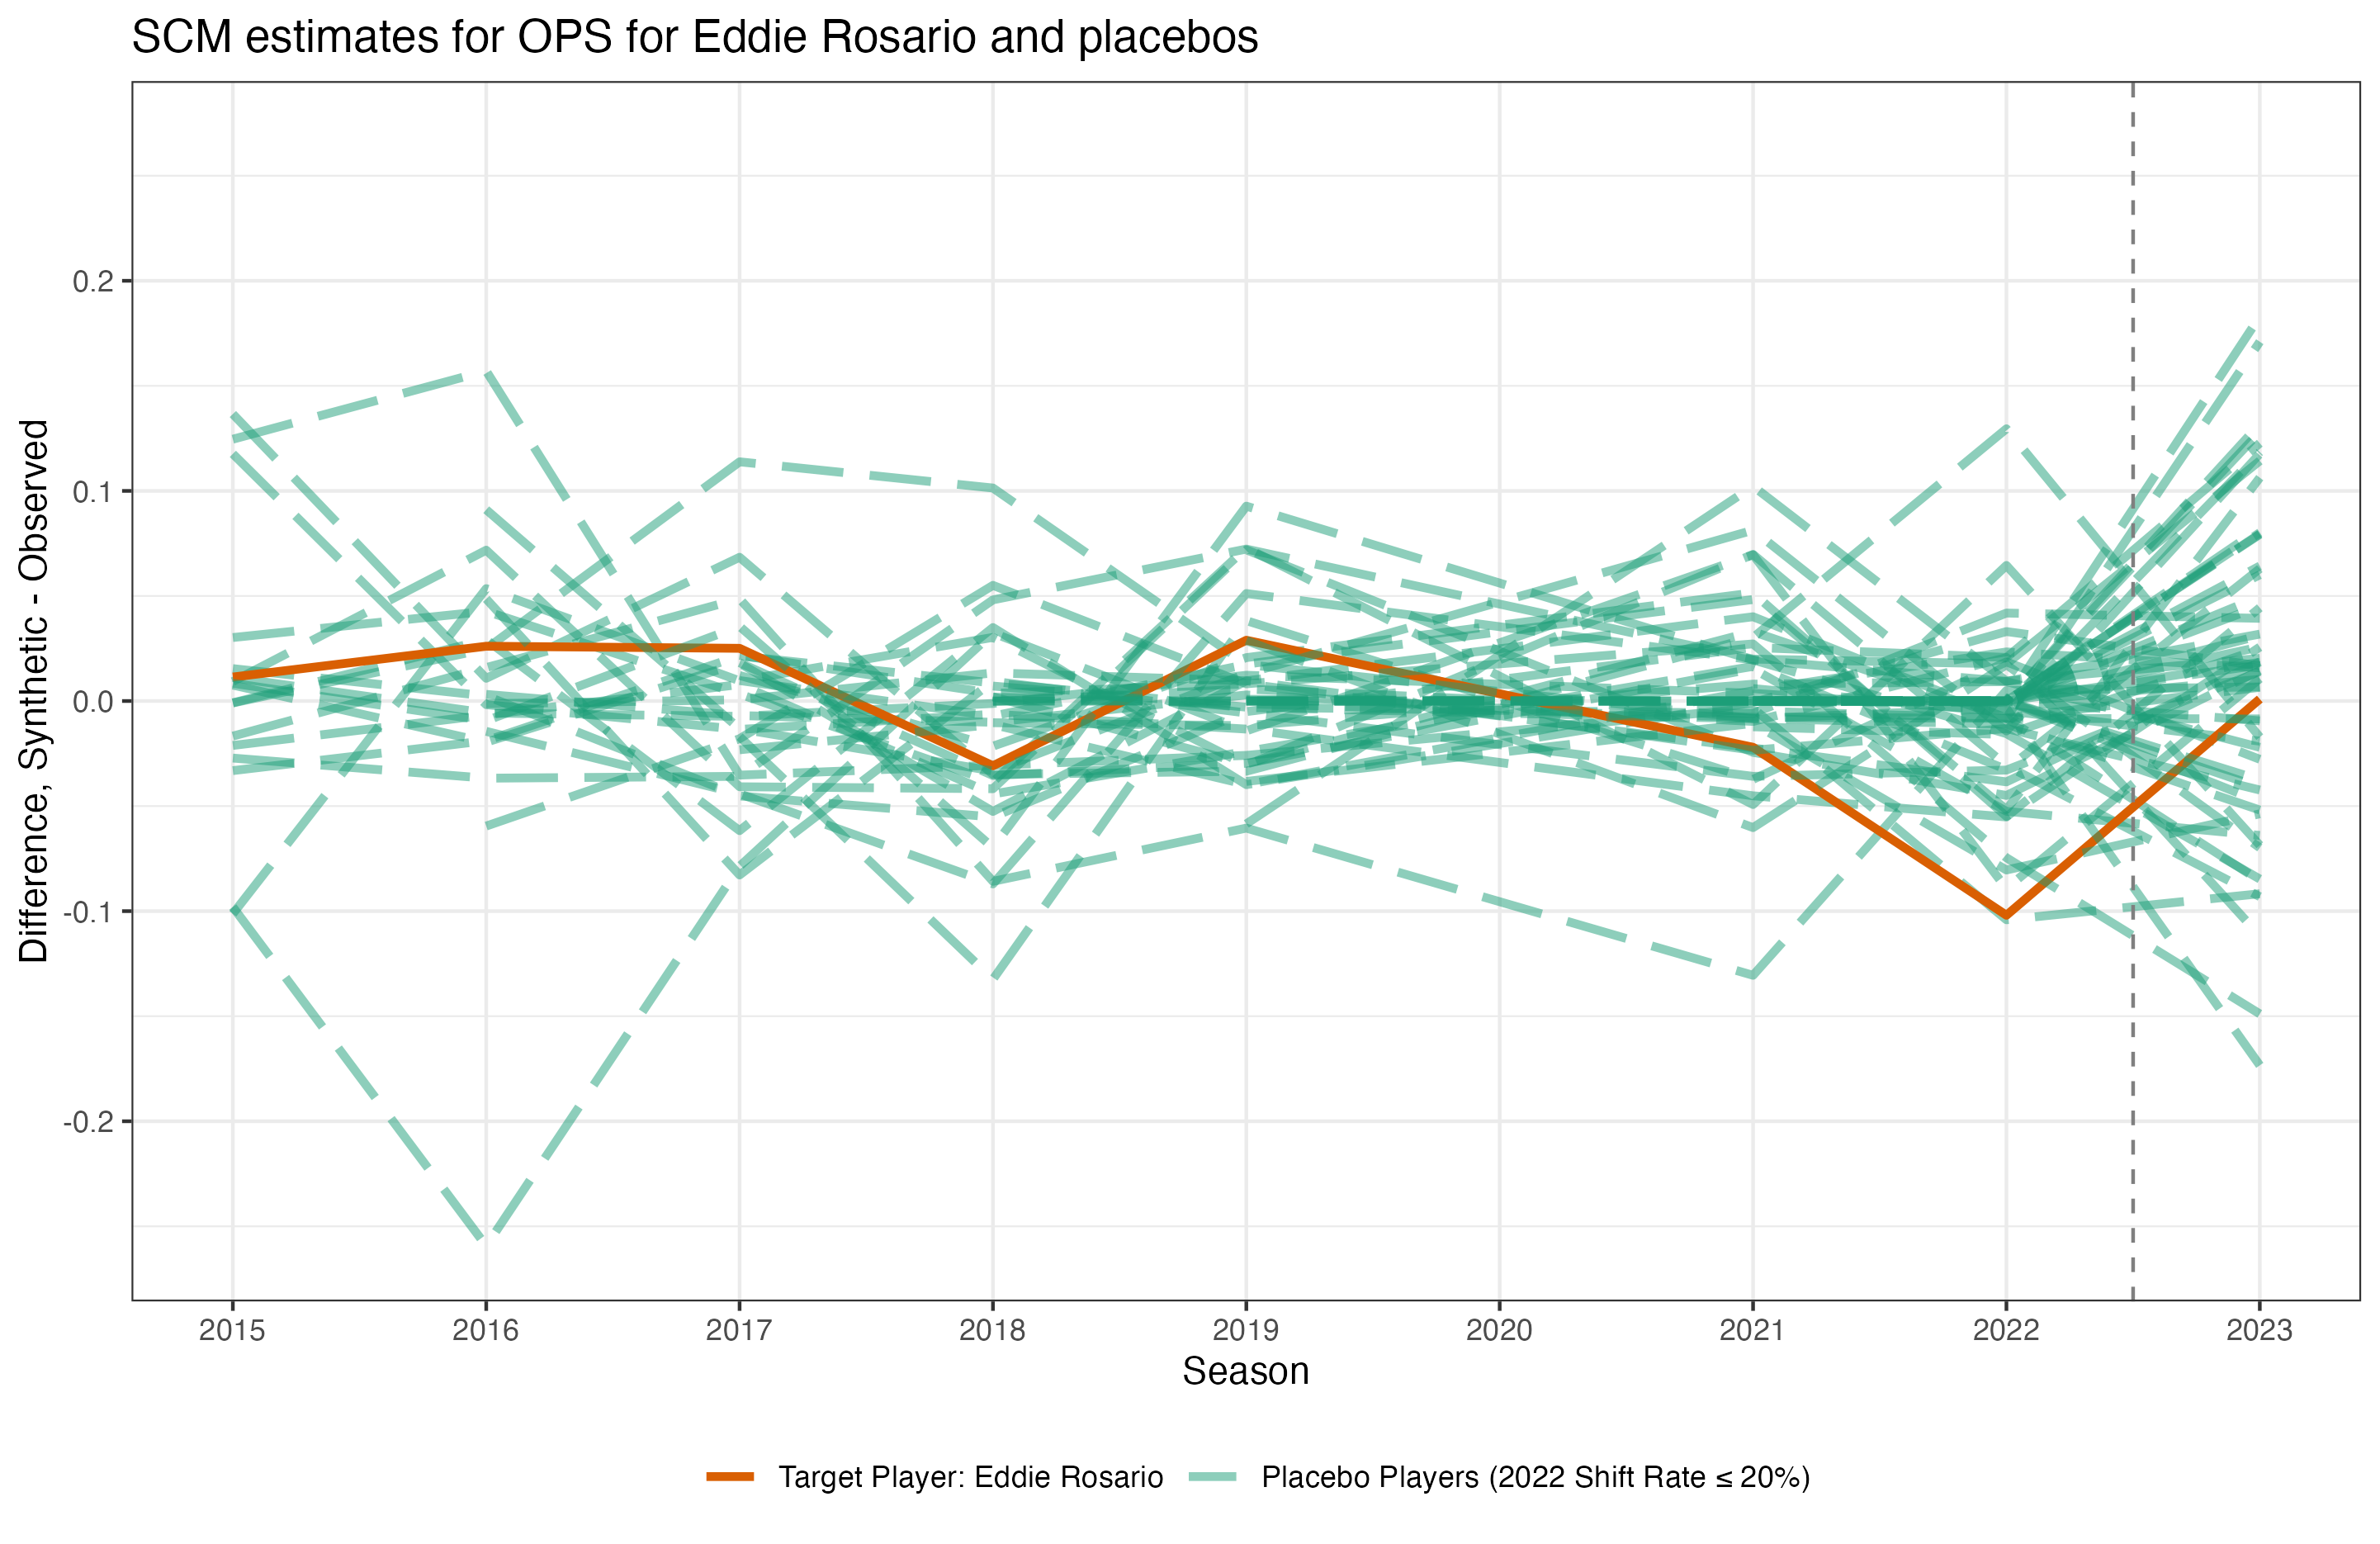 SCM estimates for OPS for Eddie Rosario and placebos
Difference, Synthetic - Observed
0.2
0.1
0.0
-0.1
-0.2
2015 2016 2017 2018 2019 2020 2021 2022 2023
Season
Target Player: Eddie Rosario Placebo Players (2022 Shift Rate ≤ 20%)